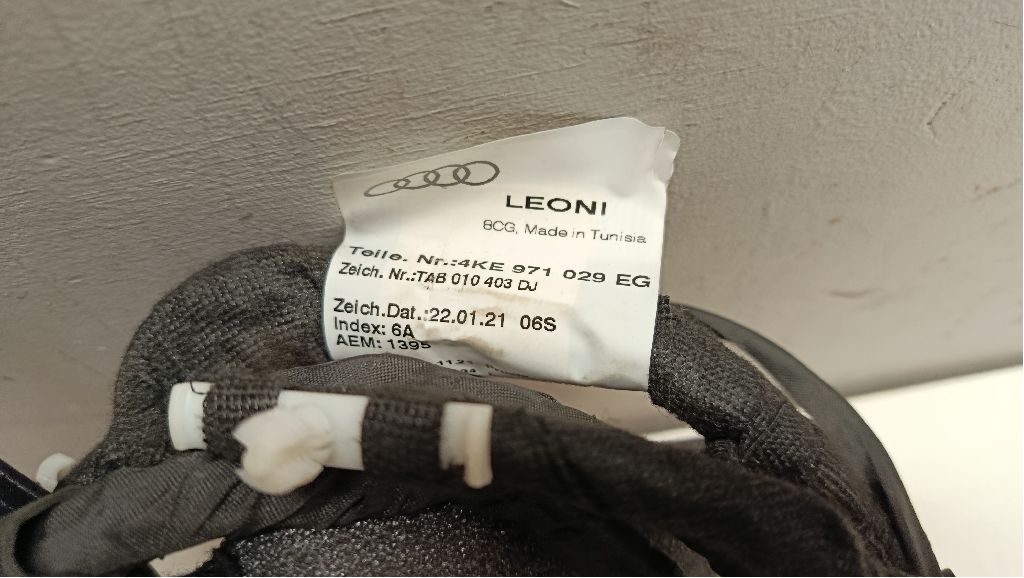 LEONI
8CG, Made in Tunisia
Teile. Nr.:4KE 971 029 EG
Zeich. Nr.:TAB 010 403 DJ
Zeich.Dat.:22.01.21 06S
Index: 6A
AEM: 1395